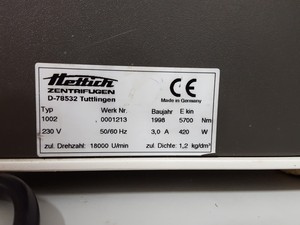 Hettich
ZENTRIFUGEN
D-78532 Tuttlingen
CE
Made in Germany
Typ Werk Nr. Baujahr E kin
1002 0001213 1998 5700 Nm
230 V 50/60 Hz 3,0 A 420 W
zul. Drehzahl: 18000 U/min zul. Dichte: 1,2 kg/dm³